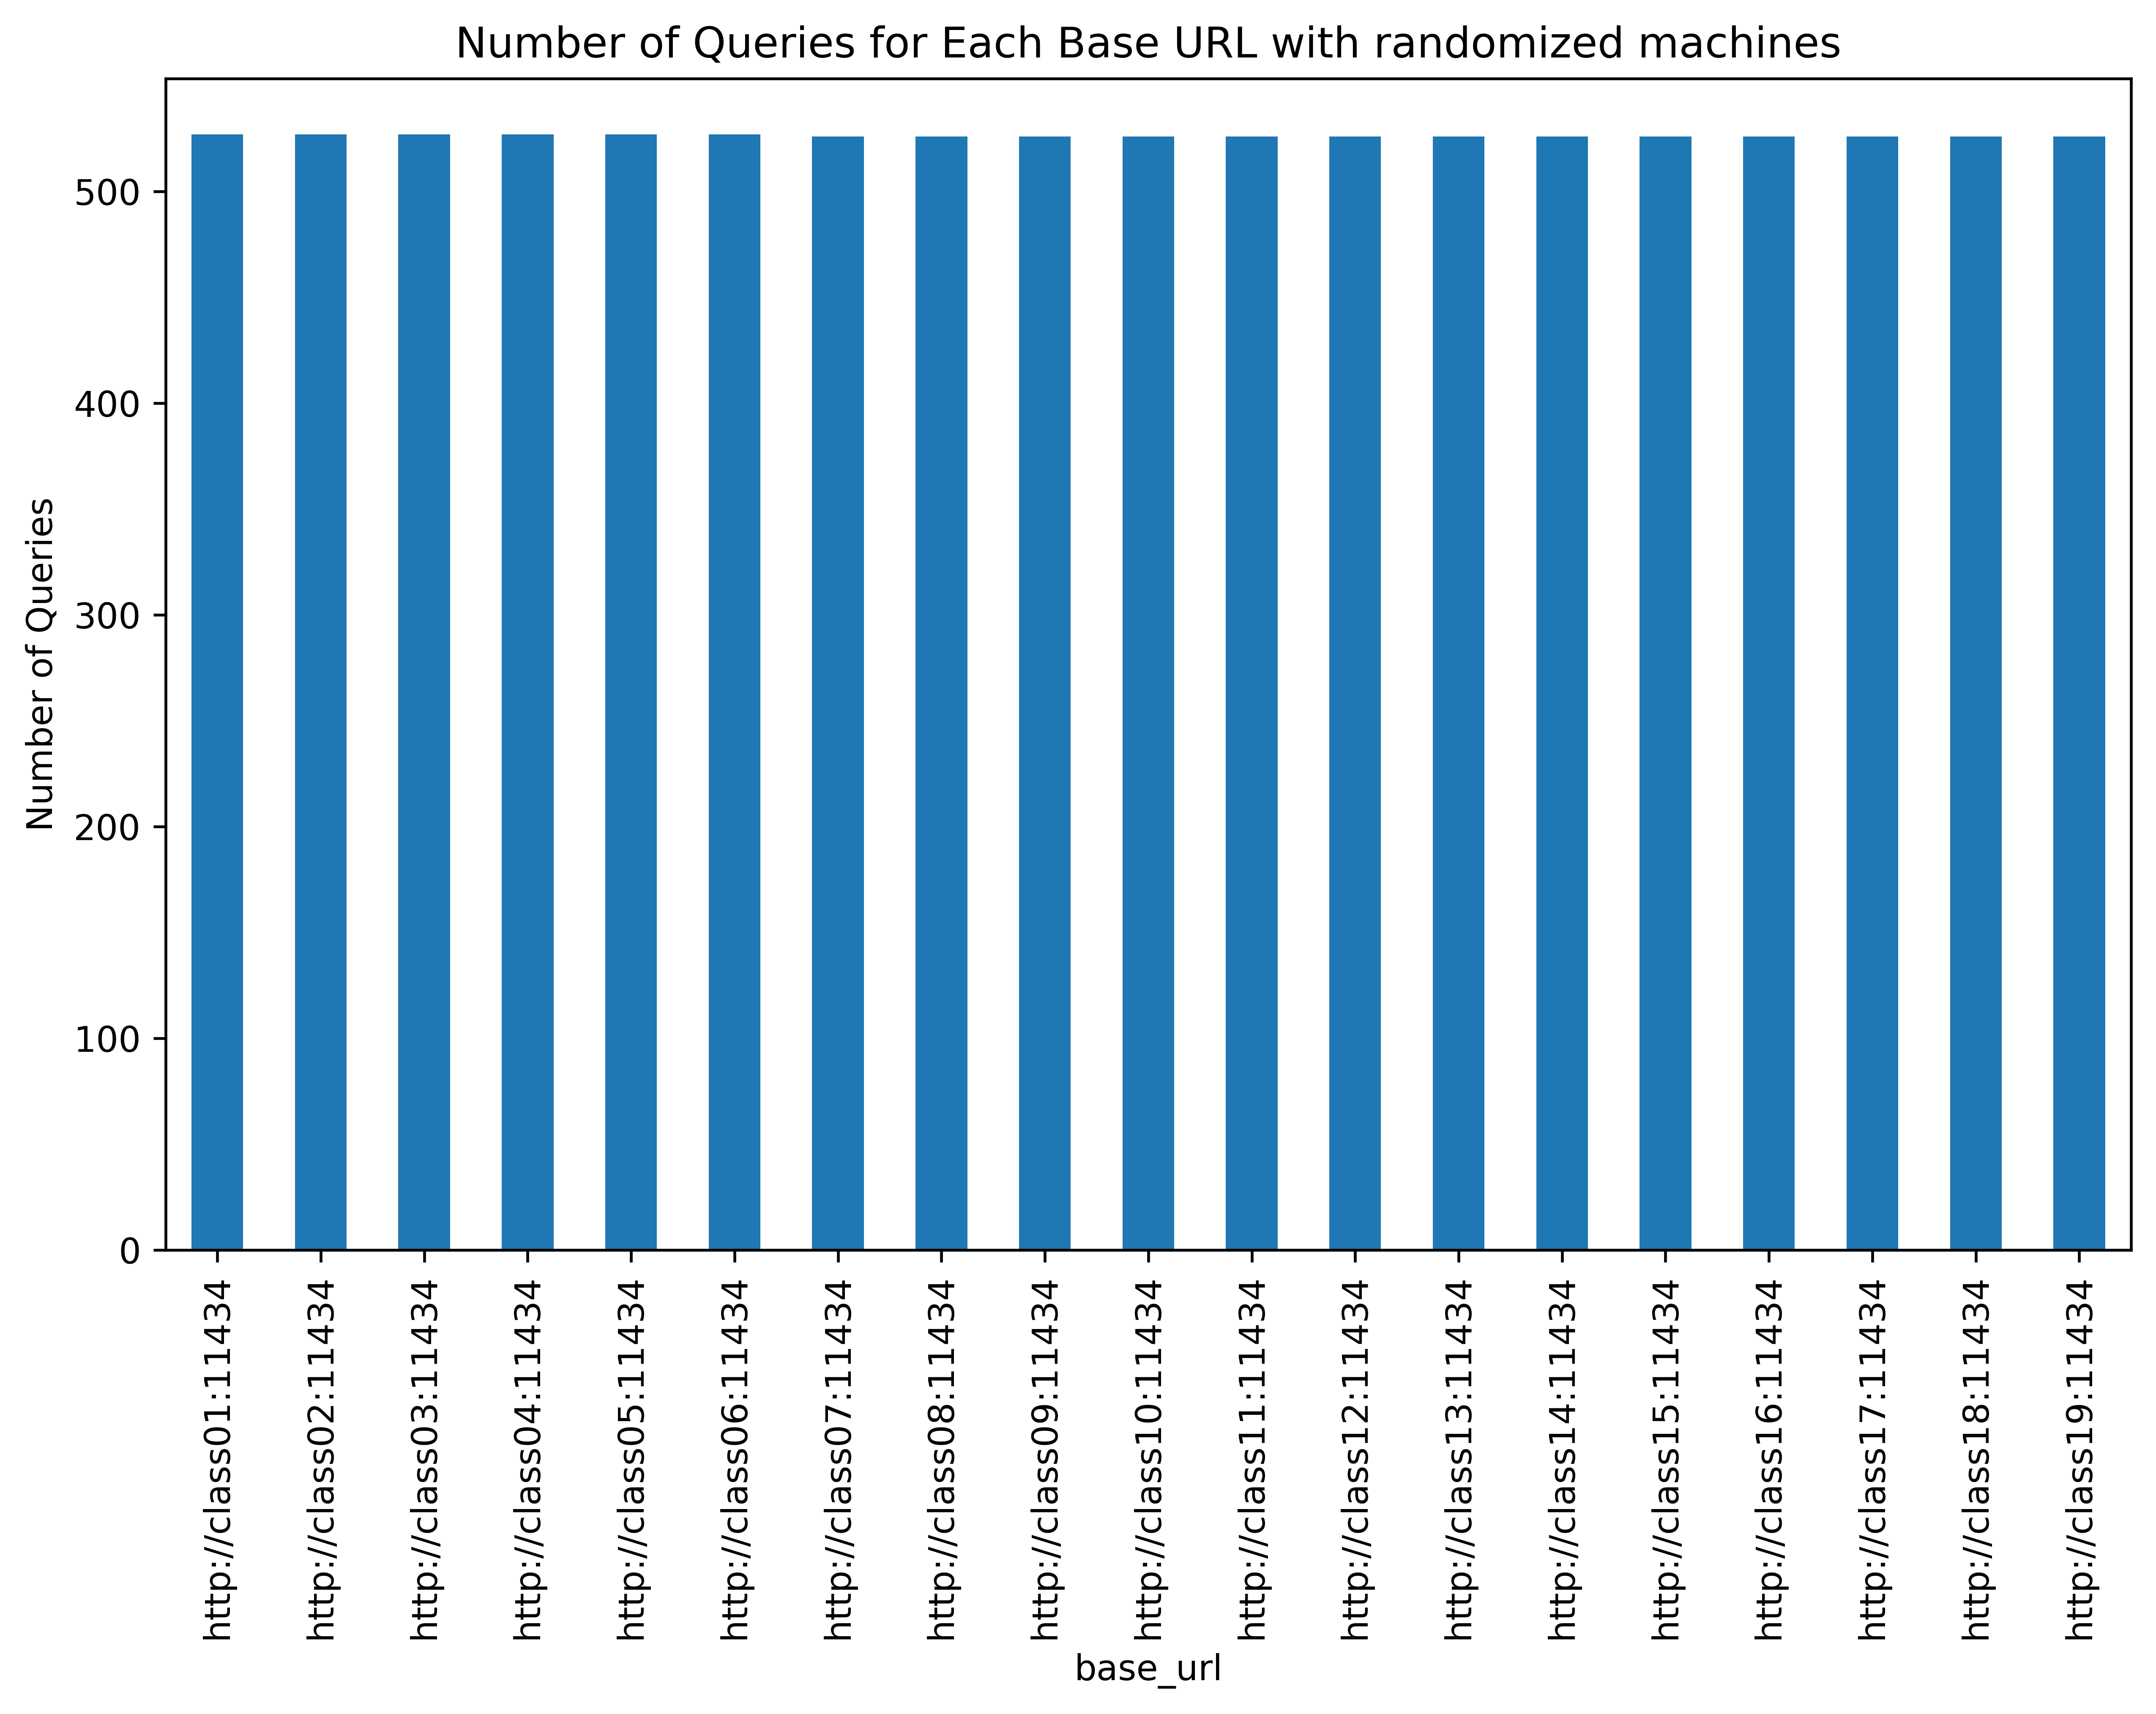 Number of Queries for Each Base URL with randomized machines
Number of Queries
500
400
300
200
100
0
http://class01:11434
http://class02:11434
http://class03:11434
http://class04:11434
http://class05:11434
http://class06:11434
http://class07:11434
http://class08:11434
http://class09:11434
http://class10:11434
http://class11:11434
http://class12:11434
http://class13:11434
http://class14:11434
http://class15:11434
http://class16:11434
http://class17:11434
http://class18:11434
http://class19:11434
base_url